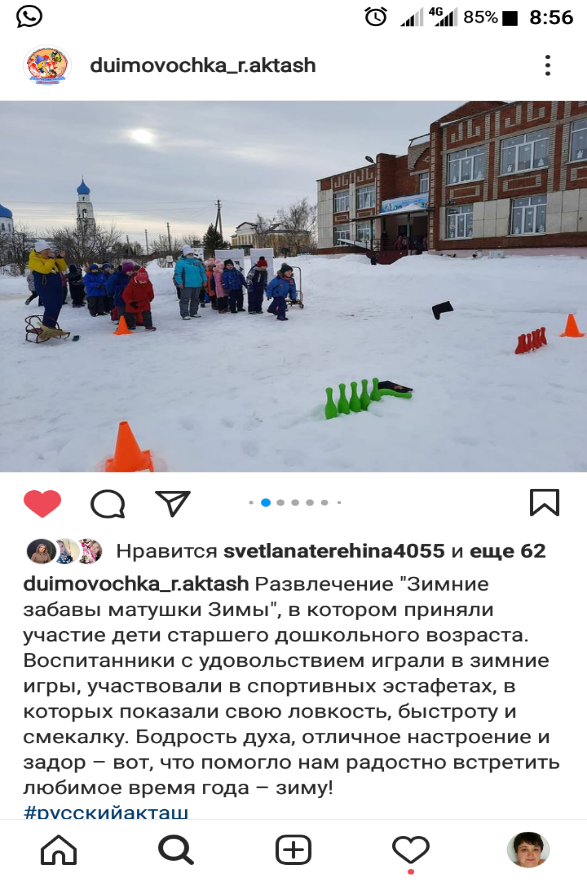 4G 85% 8:56
duimovochka_r.aktash
Нравится svetlanaterehina4055 и еще 62
duimovochka_r.aktash Развлечение "Зимние
забавы матушки Зимы", в котором приняли
участие дети старшего дошкольного возраста.
Воспитанники с удовольствием играли в зимние
игры, участвовали в спортивных эстафетах, в
которых показали свою ловкость, быстроту и
смекалку. Бодрость духа, отличное настроение и
задор – вот, что помогло нам радостно встретить
любимое время года – зиму!
#русскийакташ